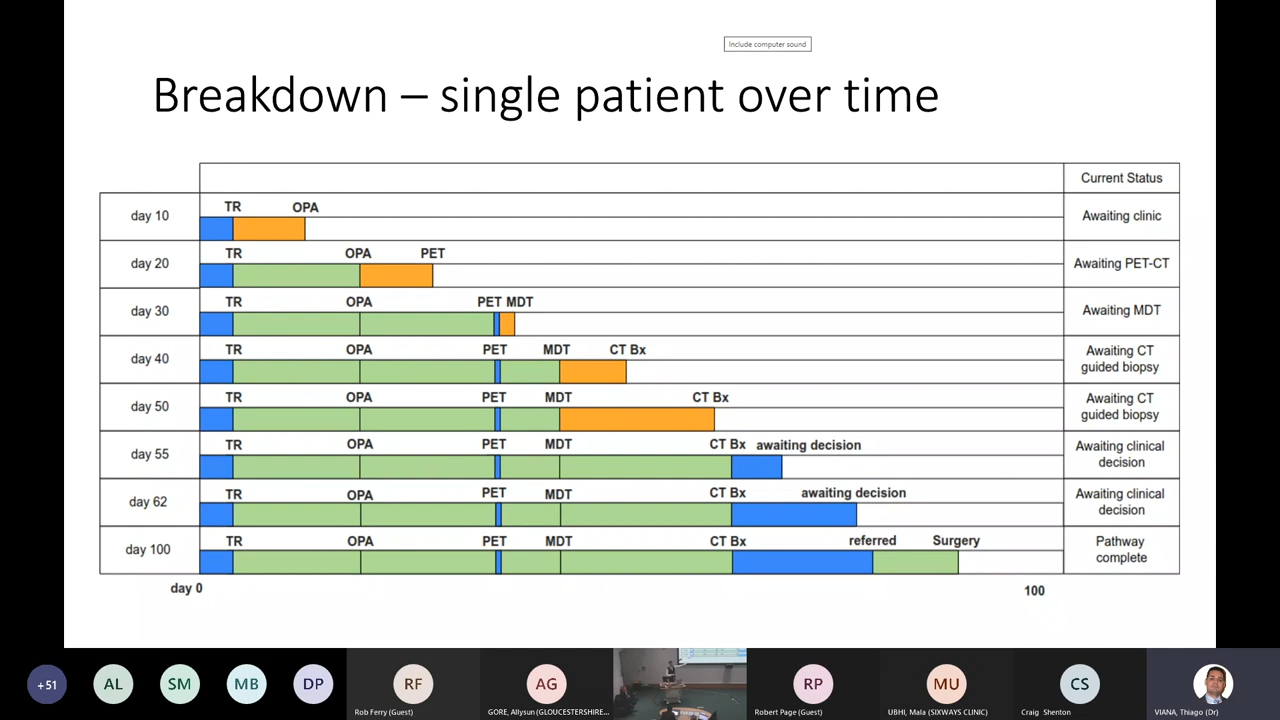 Include computer sound
Breakdown – single patient over time
Current Status
day 10
TR OPA
Awaiting clinic
day 20
TR OPA PET
Awaiting PET-CT
day 30
TR OPA PET MDT
Awaiting MDT
day 40
TR OPA PET MDT CT Bx
Awaiting CT
guided biopsy
day 50
TR OPA PET MDT CT Bx
Awaiting CT
guided biopsy
day 55
TR OPA PET MDT CT Bx awaiting decision
Awaiting clinical
decision
day 62
TR OPA PET MDT CT Bx awaiting decision
Awaiting clinical
decision
day 100
TR OPA PET MDT CT Bx referred Surgery
Pathway
complete
day 0 100
+51 AL SM MB DP RF AG RP MU CS
Rob Ferry (Guest) GORE, Allysun (GLOUCESTERSHIRE... Robert Page (Guest) UBHI, Mala (SIXWAYS CLINIC) Craig Shenton VIANA, Thiago (Dr)